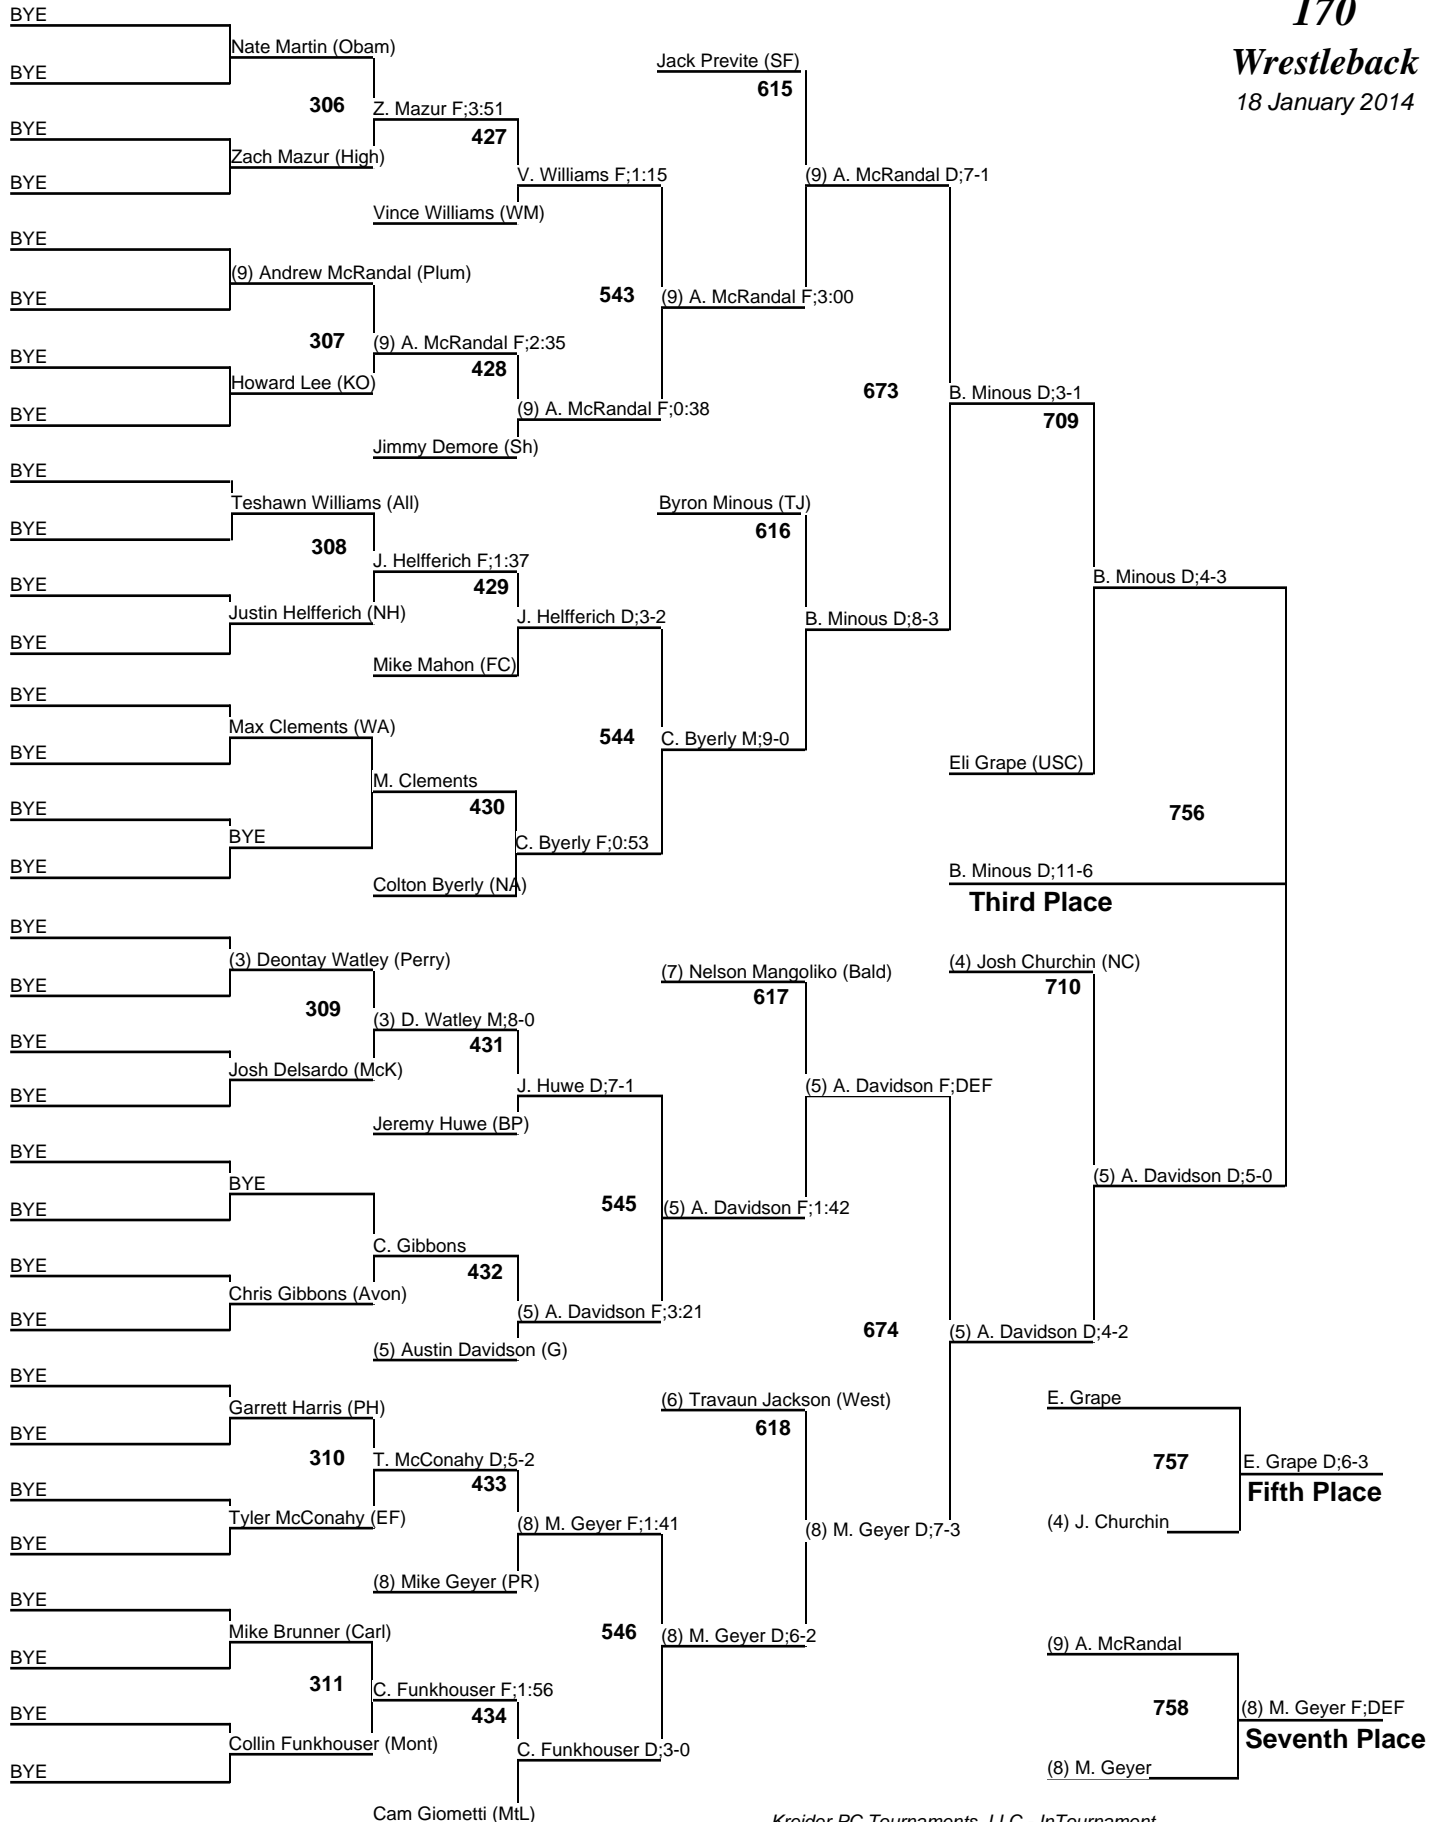 170
Wrestleback
18 January 2014
BYE
Nate Martin (Obam)
BYE
306
Z. Mazur F;3:51
427
BYE
Zach Mazur (High)
BYE
V. Williams F;1:15
Vince Williams (WM)
BYE
(9) Andrew McRandal (Plum)
BYE
543
(9) A. McRandal F;3:00
307
(9) A. McRandal F;2:35
428
BYE
Howard Lee (KO)
BYE
(9) A. McRandal F;0:38
Jimmy Demore (Sh)
Jack Previte (SF)
615
(9) A. McRandal D;7-1
673
B. Minous D;3-1
709
BYE
Teshawn Williams (All)
BYE
308
J. Helfferich F;1:37
429
BYE
Justin Helfferich (NH)
BYE
J. Helfferich D;3-2
Mike Mahon (FC)
Byron Minous (TJ)
616
B. Minous D;8-3
B. Minous D;4-3
BYE
Max Clements (WA)
BYE
544
C. Byerly M;9-0
M. Clements
430
BYE
BYE
BYE
C. Byerly F;0:53
Colton Byerly (NA)
Eli Grape (USC)
756
B. Minous D;11-6
Third Place
BYE
(3) Deontay Watley (Perry)
BYE
309
(3) D. Watley M;8-0
431
BYE
Josh Delsardo (McK)
BYE
J. Huwe D;7-1
Jeremy Huwe (BP)
(7) Nelson Mangoliko (Bald)
617
(4) Josh Churchin (NC)
710
(5) A. Davidson F;DEF
BYE
BYE
BYE
545
(5) A. Davidson F;1:42
(5) A. Davidson D;5-0
C. Gibbons
432
BYE
Chris Gibbons (Avon)
BYE
(5) A. Davidson F;3:21
(5) Austin Davidson (G)
674
(5) A. Davidson D;4-2
BYE
Garrett Harris (PH)
BYE
310
T. McConahy D;5-2
433
BYE
Tyler McConahy (EF)
BYE
(8) M. Geyer F;1:41
(8) Mike Geyer (PR)
(6) Travaun Jackson (West)
618
(8) M. Geyer D;7-3
E. Grape
757
E. Grape D;6-3
Fifth Place
(4) J. Churchin
BYE
Mike Brunner (Carl)
BYE
546
(8) M. Geyer D;6-2
311
C. Funkhouser F;1:56
434
BYE
Collin Funkhouser (Mont)
BYE
C. Funkhouser D;3-0
Cam Giometti (MtL)
(9) A. McRandal
758
(8) M. Geyer F;DEF
Seventh Place
(8) M. Geyer
Kreider PC Tournaments, LLC - InTournament